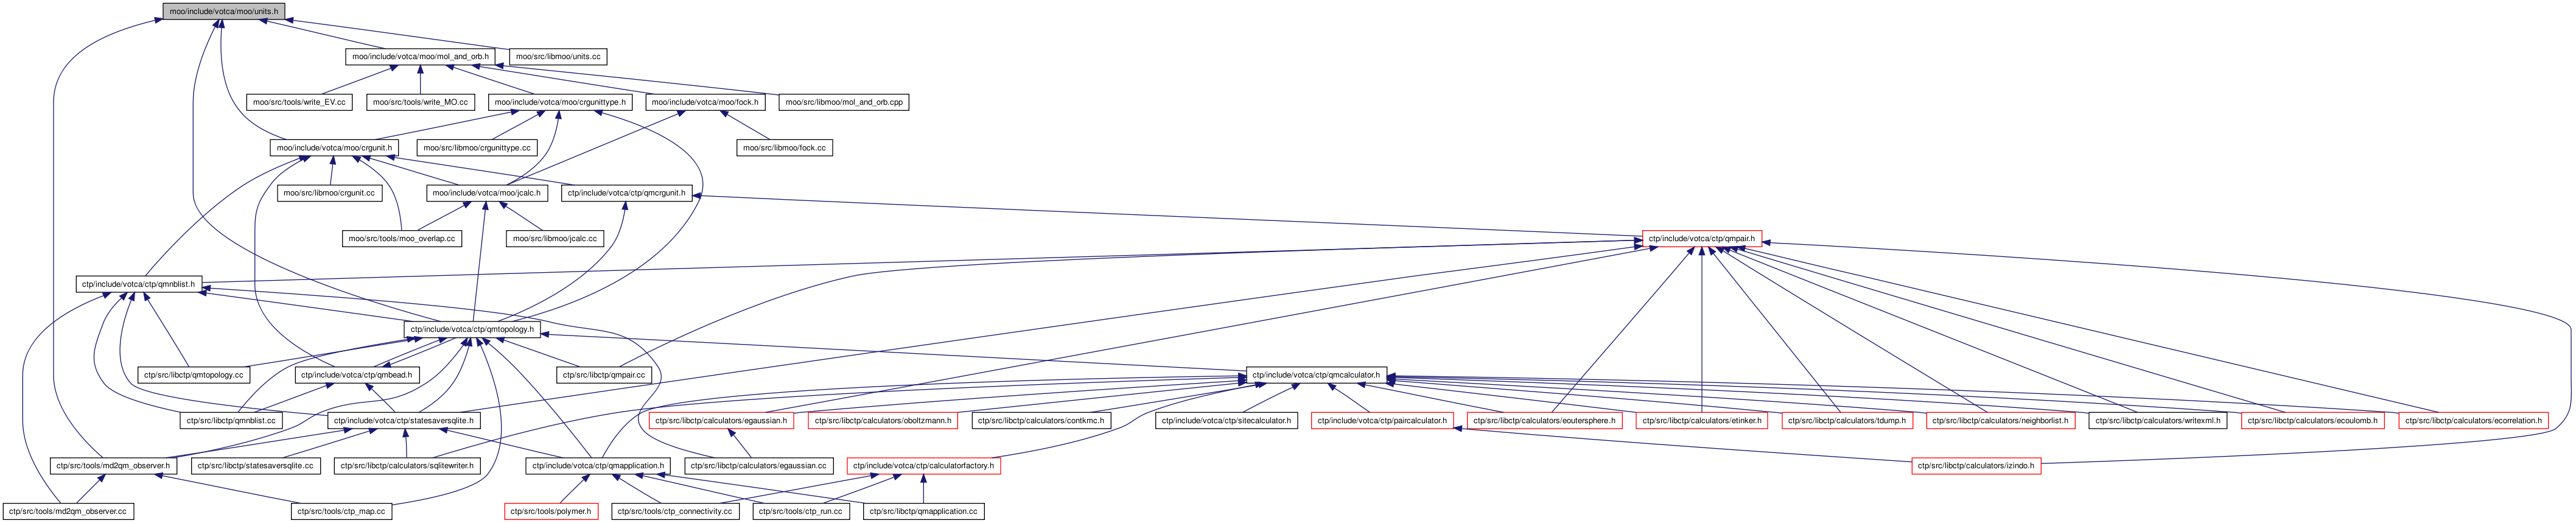 moo/include/votca/moo/units.h
moo/include/votca/moo/mol_and_orb.h
moo/src/libmoo/units.cc
moo/src/tools/write_EV.cc
moo/src/tools/write_MO.cc
moo/include/votca/moo/crgunittype.h
moo/include/votca/moo/fock.h
moo/src/libmoo/mol_and_orb.cpp
moo/include/votca/moo/crgunit.h
moo/src/libmoo/crgunittype.cc
moo/src/libmoo/fock.cc
moo/src/libmoo/crgunit.cc
moo/include/votca/moo/jcalc.h
ctp/include/votca/ctp/qmcrgunit.h
moo/src/tools/moo_overlap.cc
moo/src/libmoo/jcalc.cc
ctp/include/votca/ctp/qmpair.h
ctp/include/votca/ctp/qmnblist.h
ctp/include/votca/ctp/qmtopology.h
ctp/src/libctp/qmtopology.cc
ctp/include/votca/ctp/qmbead.h
ctp/src/libctp/qmpair.cc
ctp/include/votca/ctp/qmcalculator.h
ctp/src/libctp/qmnblist.cc
ctp/include/votca/ctp/statesaversqlite.h
ctp/src/libctp/calculators/egaussian.h
ctp/src/libctp/calculators/oboltzmann.h
ctp/src/libctp/calculators/contkmc.h
ctp/include/votca/ctp/sitecalculator.h
ctp/include/votca/ctp/paircalculator.h
ctp/src/libctp/calculators/eoutersphere.h
ctp/src/libctp/calculators/etinker.h
ctp/src/libctp/calculators/tdump.h
ctp/src/libctp/calculators/neighborlist.h
ctp/src/libctp/calculators/writexml.h
ctp/src/libctp/calculators/ecoulomb.h
ctp/src/libctp/calculators/ecorrelation.h
ctp/src/tools/md2qm_observer.h
ctp/src/libctp/statesaversqlite.cc
ctp/src/libctp/calculators/sqlitewriter.h
ctp/include/votca/ctp/qmapplication.h
ctp/src/libctp/calculators/egaussian.cc
ctp/include/votca/ctp/calculatorfactory.h
ctp/src/libctp/calculators/izindo.h
ctp/src/tools/md2qm_observer.cc
ctp/src/tools/ctp_map.cc
ctp/src/tools/polymer.h
ctp/src/tools/ctp_connectivity.cc
ctp/src/tools/ctp_run.cc
ctp/src/libctp/qmapplication.cc